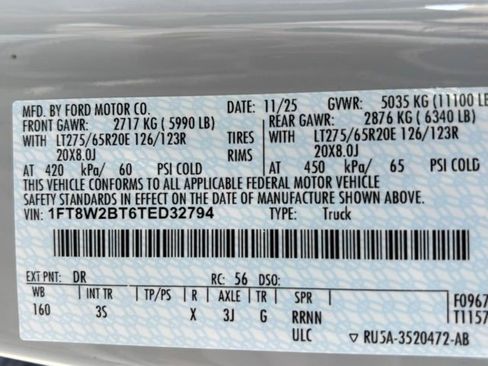 MFD. BY FORD MOTOR CO. DATE: 11/25 GVWR: 5035 KG (11100 LB
FRONT GAWR: 2717 KG (5990 LB) REAR GAWR: 2876 KG (6340 LB)
WITH LT275/65R20E 126/123R TIRES WITH LT275/65R20E 126/123R
20X8.0J RIMS 20X8.0J
AT 420 kPa/ 60 PSI COLD AT 450 kPa/ 65 PSI COLD
THIS VEHICLE CONFORMS TO ALL APPLICABLE FEDERAL MOTOR VEHICLE
SAFETY STANDARDS IN EFFECT ON THE DATE OF MANUFACTURE SHOWN ABOVE.
VIN: 1FT8W2BT6TED32794 TYPE: Truck
EXT PNT: DR RC: 56 DSO:
WB INT TR TP/PS R AXLE TR SPR F0967
160 3S X 3J G RRNN T1157
ULC ▽ RU5A-3520472-AB